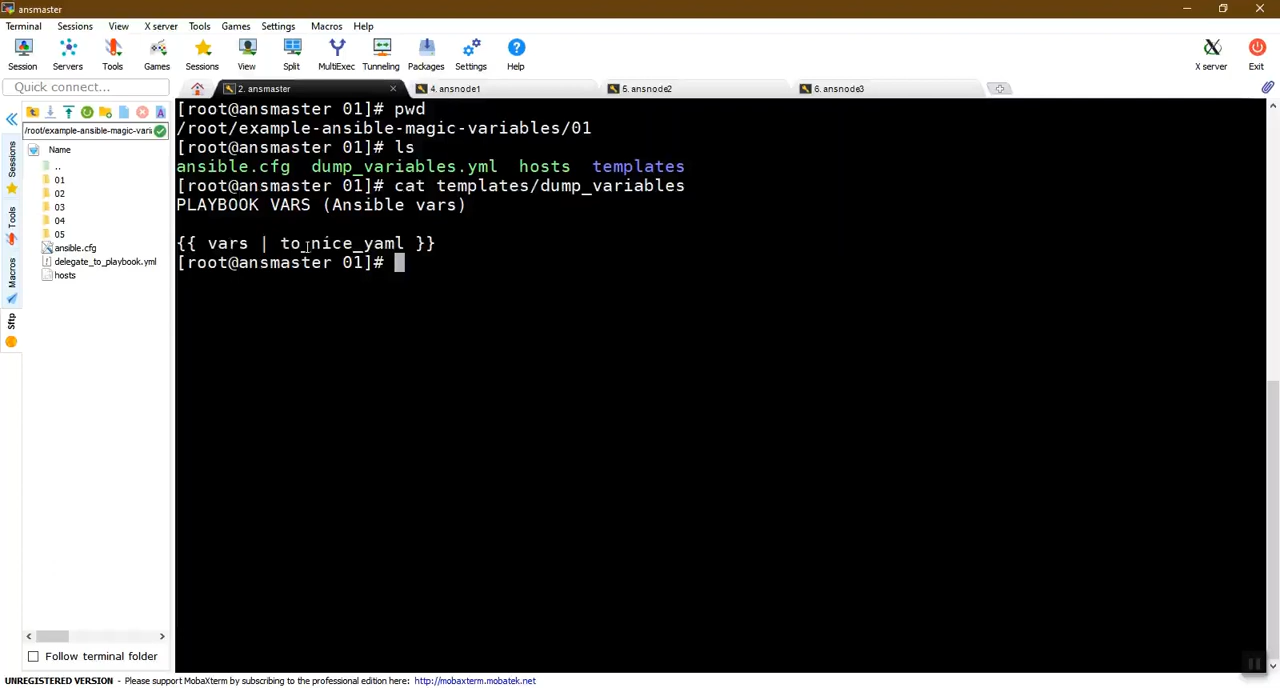 ansmaster
Terminal Sessions View X server Tools Games Settings Macros Help
Session Servers Tools Games Sessions View Split MultiExec Tunneling Packages Settings Help X server Exit
Quick connect...
2. ansmaster
4. ansnode1
5. ansnode2
6. ansnode3
/root/example-ansible-magic-vari
Name
..
01
02
03
04
05
ansible.cfg
delegate_to_playbook.yml
hosts
Sessions
Tools
Macros
Sftp
[root@ansmaster 01]# pwd
/root/example-ansible-magic-variables/01
[root@ansmaster 01]# ls
ansible.cfg dump_variables.yml hosts templates
[root@ansmaster 01]# cat templates/dump_variables
PLAYBOOK VARS (Ansible vars)
{{ vars | to_nice_yaml }}
[root@ansmaster 01]#
Follow terminal folder
UNREGISTERED VERSION - Please support MobaXterm by subscribing to the professional edition here: http://mobaxterm.mobatek.net